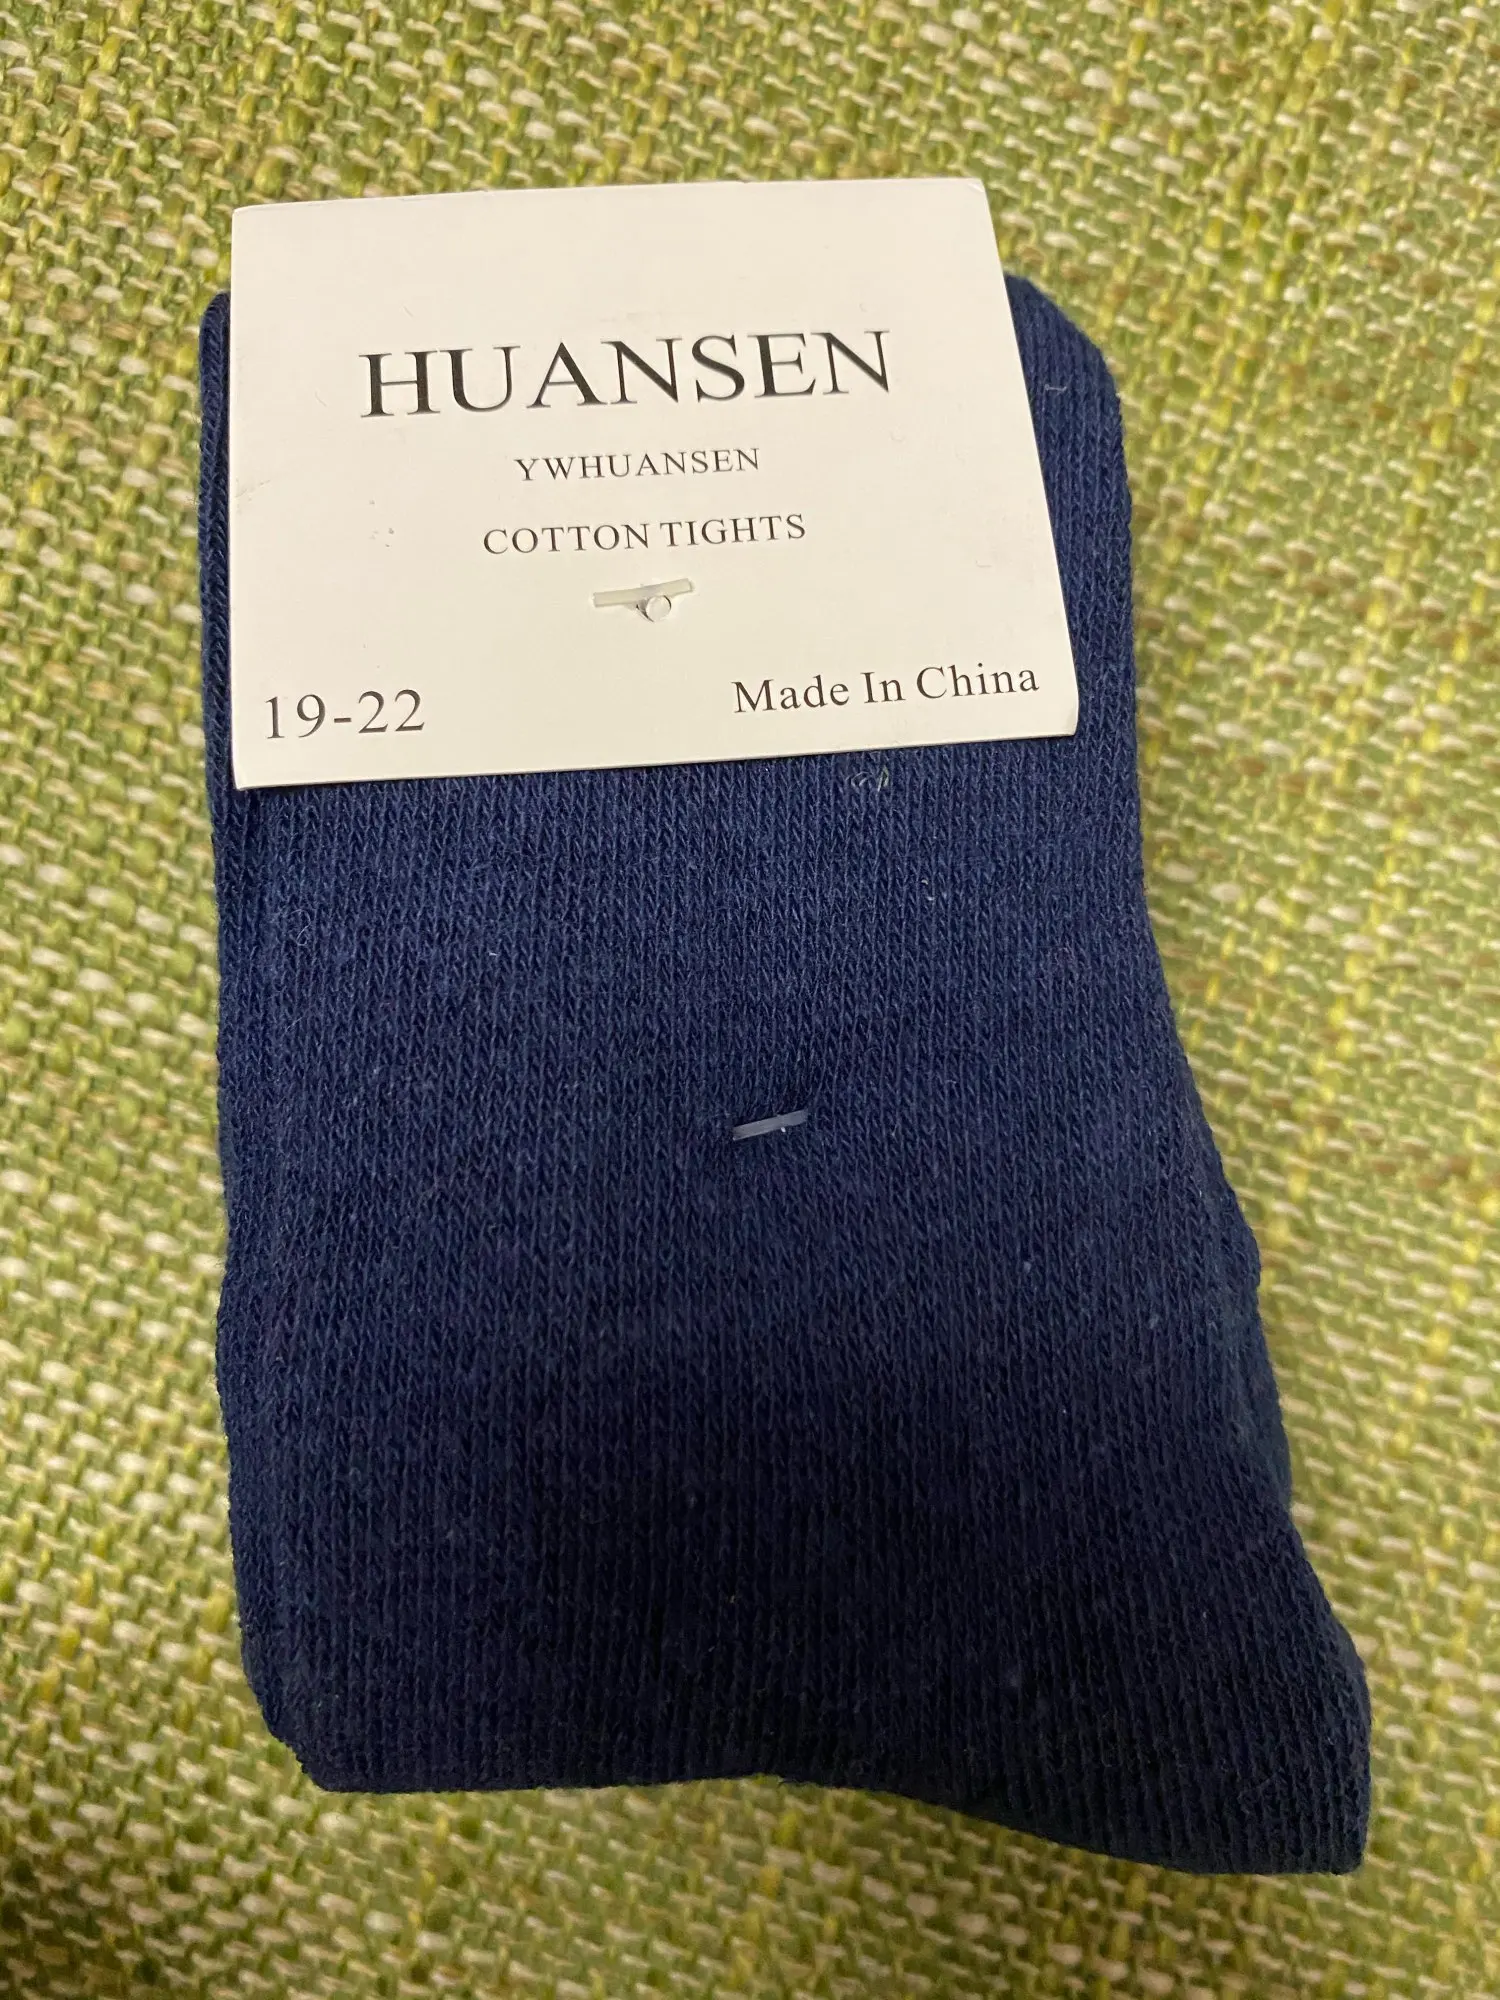 HUANSEN
YWHUANSEN
COTTON TIGHTS
19-22
Made In China